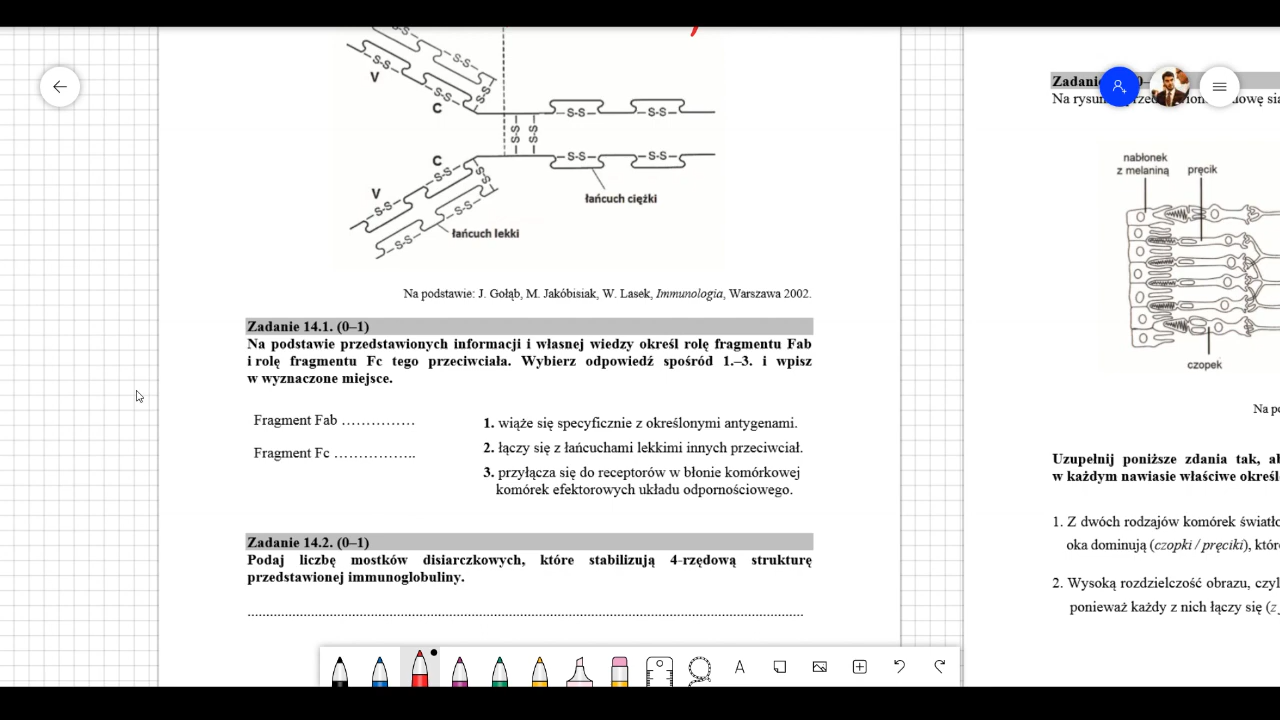 S-S
S-S
S-S
S-S
S-S
V
C
S-S
S-S
S-S
S-S
S-S
S-S
C
S-S
S-S
V
S-S
S-S
S-S
łańcuch ciężki
łańcuch lekki
Na podstawie: J. Gołąb, M. Jakóbisiak, W. Lasek, Immunologia, Warszawa 2002.
Zadanie 14.1. (0–1)
Na podstawie przedstawionych informacji i własnej wiedzy określ rolę fragmentu Fab
i rolę fragmentu Fc tego przeciwciała. Wybierz odpowiedź spośród 1.–3. i wpisz
w wyznaczone miejsce.
Fragment Fab ……………
Fragment Fc ……………..
1. wiąże się specyficznie z określonymi antygenami.
2. łączy się z łańcuchami lekkimi innych przeciwciał.
3. przyłącza się do receptorów w błonie komórkowej
komórek efektorowych układu odpornościowego.
Zadanie 14.2. (0–1)
Podaj liczbę mostków disiarczkowych, które stabilizują 4-rzędową strukturę
przedstawionej immunoglobuliny.
Zadani
Na rysun
nabłonek
z melaniną
pręcik
czopek
Na po
Uzupełnij poniższe zdania tak, ab
w każdym nawiasie właściwe określ
1. Z dwóch rodzajów komórek światło
oka dominują (czopki / pręciki), któr
2. Wysoką rozdzielczość obrazu, czyl
ponieważ każdy z nich łączy się (z
A